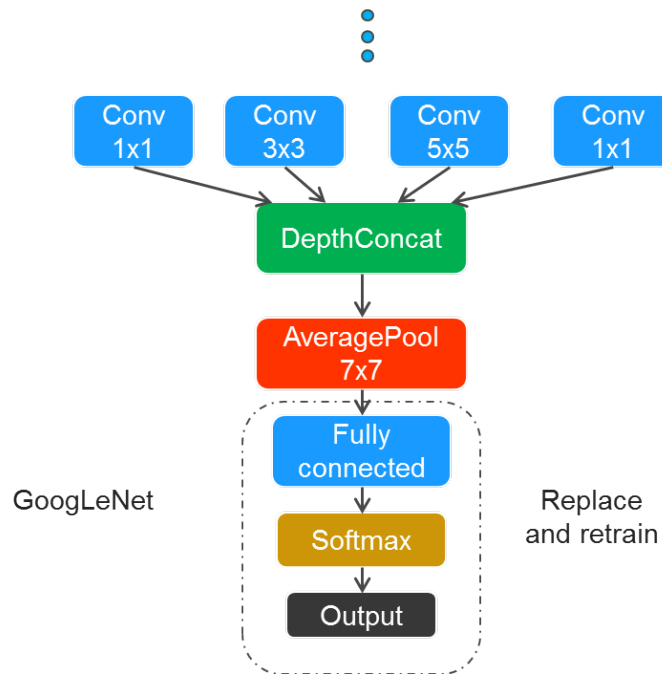 Conv
1x1
Conv
3x3
Conv
5x5
Conv
1x1
DepthConcat
AveragePool
7x7
Fully
connected
GoogLeNet
Replace
and retrain
Softmax
Output